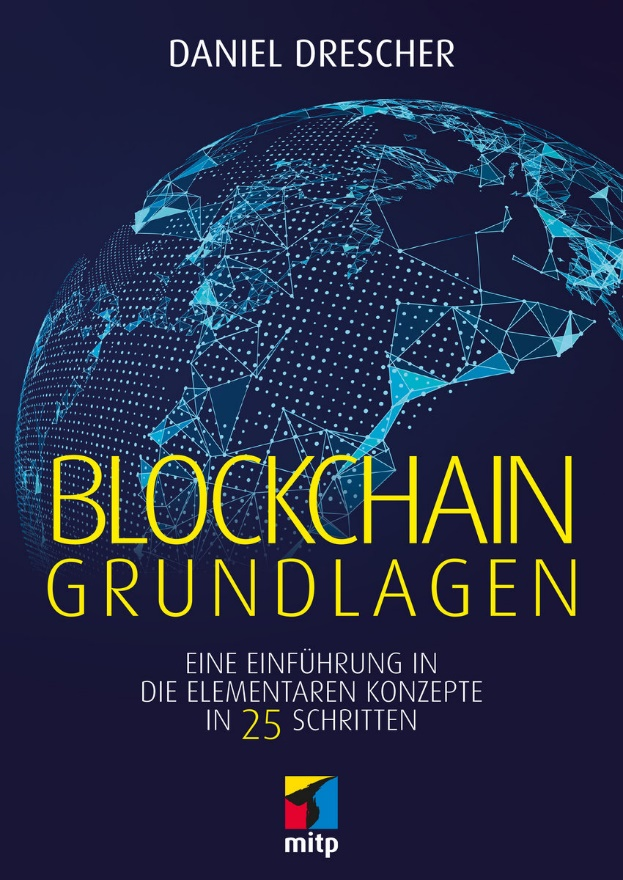 DANIEL DRESCHER
BLOCKCHAIN
GRUNDLAGEN
EINE EINFÜHRUNG IN
DIE ELEMENTAREN KONZEPTE
IN 25 SCHRITTEN
mitp